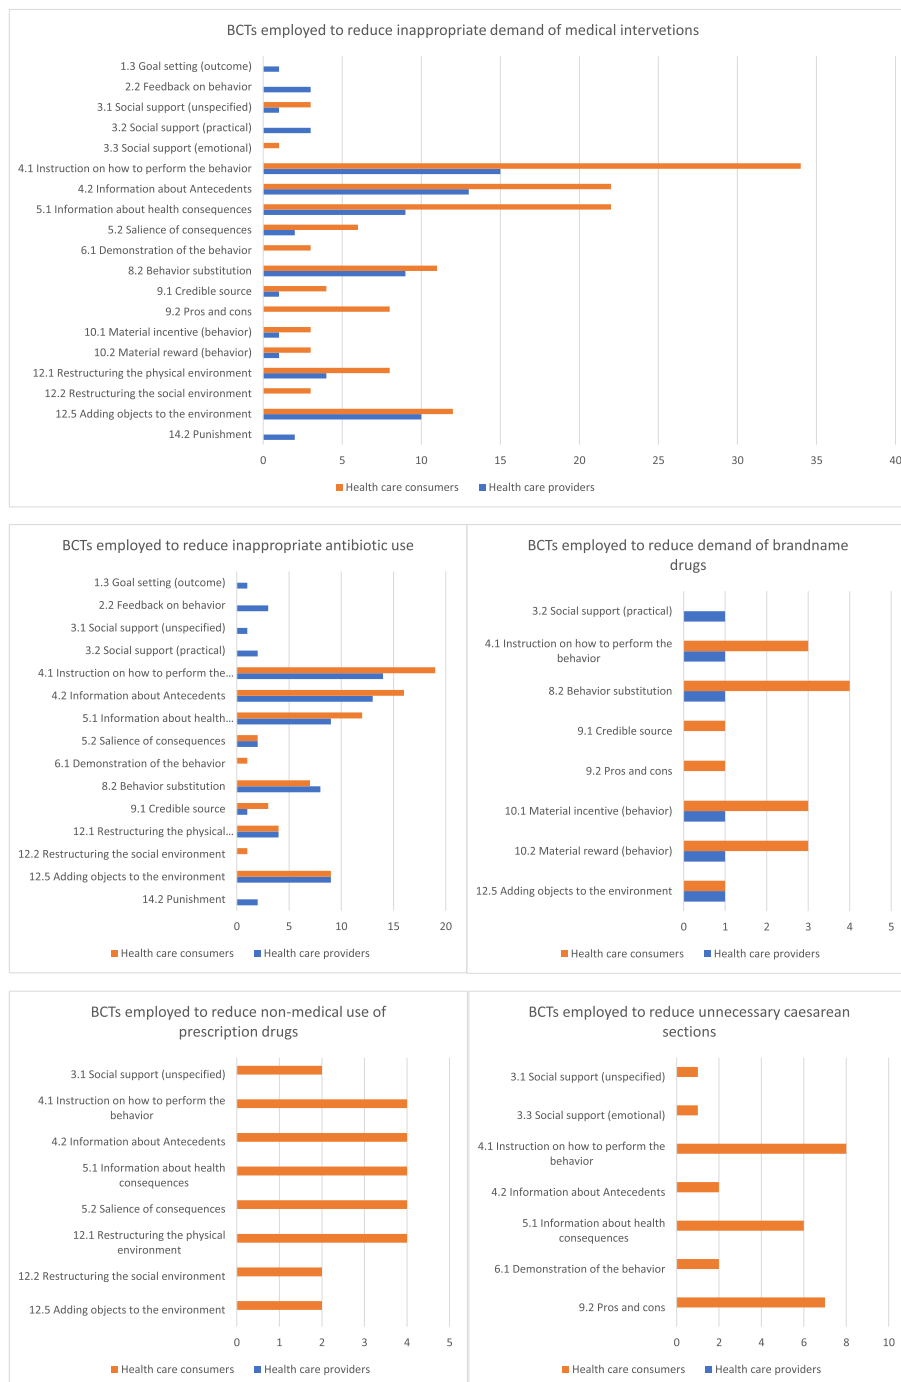 BCTs employed to reduce inappropriate demand of medical intervetions
1.3 Goal setting (outcome)
2.2 Feedback on behavior
3.1 Social support (unspecified)
3.2 Social support (practical)
3.3 Social support (emotional)
4.1 Instruction on how to perform the behavior
4.2 Information about Antecedents
5.1 Information about health consequences
5.2 Salience of consequences
6.1 Demonstration of the behavior
8.2 Behavior substitution
9.1 Credible source
9.2 Pros and cons
10.1 Material incentive (behavior)
10.2 Material reward (behavior)
12.1 Restructuring the physical environment
12.2 Restructuring the social environment
12.5 Adding objects to the environment
14.2 Punishment
0 5 10 15 20 25 30 35 40
Health care consumers Health care providers
BCTs employed to reduce inappropriate antibiotic use
1.3 Goal setting (outcome)
2.2 Feedback on behavior
3.1 Social support (unspecified)
3.2 Social support (practical)
4.1 Instruction on how to perform the...
4.2 Information about Antecedents
5.1 Information about health...
5.2 Salience of consequences
6.1 Demonstration of the behavior
8.2 Behavior substitution
9.1 Credible source
12.1 Restructuring the physical...
12.2 Restructuring the social environment
12.5 Adding objects to the environment
14.2 Punishment
0 5 10 15 20
Health care consumers Health care providers
BCTs employed to reduce demand of brandname
drugs
3.2 Social support (practical)
4.1 Instruction on how to perform the
behavior
8.2 Behavior substitution
9.1 Credible source
9.2 Pros and cons
10.1 Material incentive (behavior)
10.2 Material reward (behavior)
12.5 Adding objects to the environment
0 1 2 3 4 5
Health care consumers Health care providers
BCTs employed to reduce non-medical use of
prescription drugs
3.1 Social support (unspecified)
4.1 Instruction on how to perform the
behavior
4.2 Information about Antecedents
5.1 Information about health
consequences
5.2 Salience of consequences
12.1 Restructuring the physical
environment
12.2 Restructuring the social environment
12.5 Adding objects to the environment
0 1 2 3 4 5
Health care consumers Health care providers
BCTs employed to reduce unnecessary caesarean
sections
3.1 Social support (unspecified)
3.3 Social support (emotional)
4.1 Instruction on how to perform the
behavior
4.2 Information about Antecedents
5.1 Information about health
consequences
6.1 Demonstration of the behavior
9.2 Pros and cons
0 2 4 6 8 10
Health care consumers Health care providers